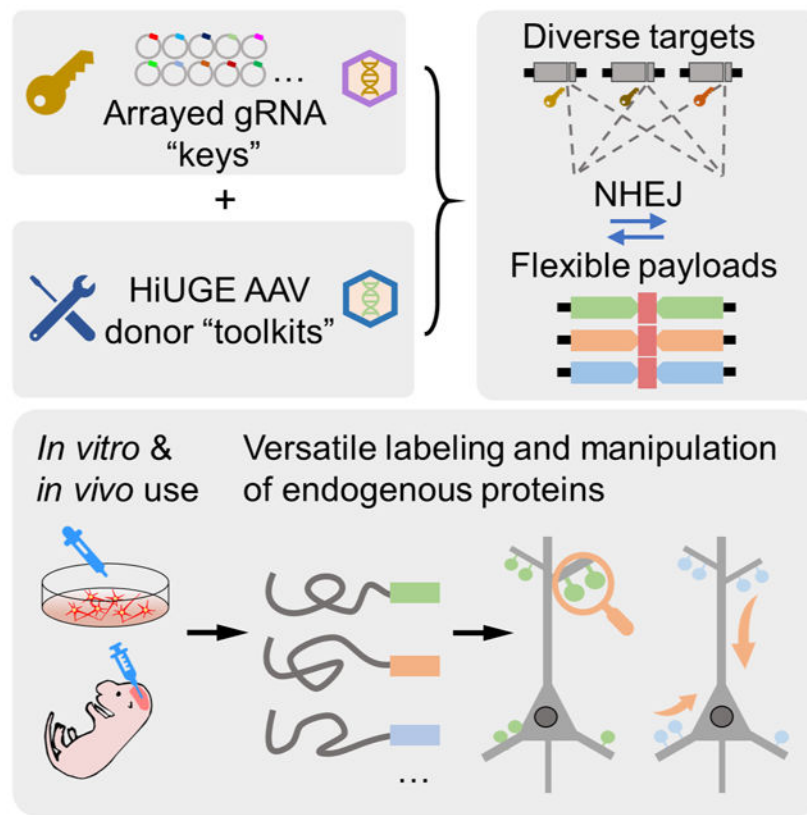 ...
Arrayed gRNA
“keys”
+
HiUGE AAV
donor “toolkits”
Diverse targets
NHEJ
Flexible payloads
In vitro &
in vivo use
Versatile labeling and manipulation
of endogenous proteins
...